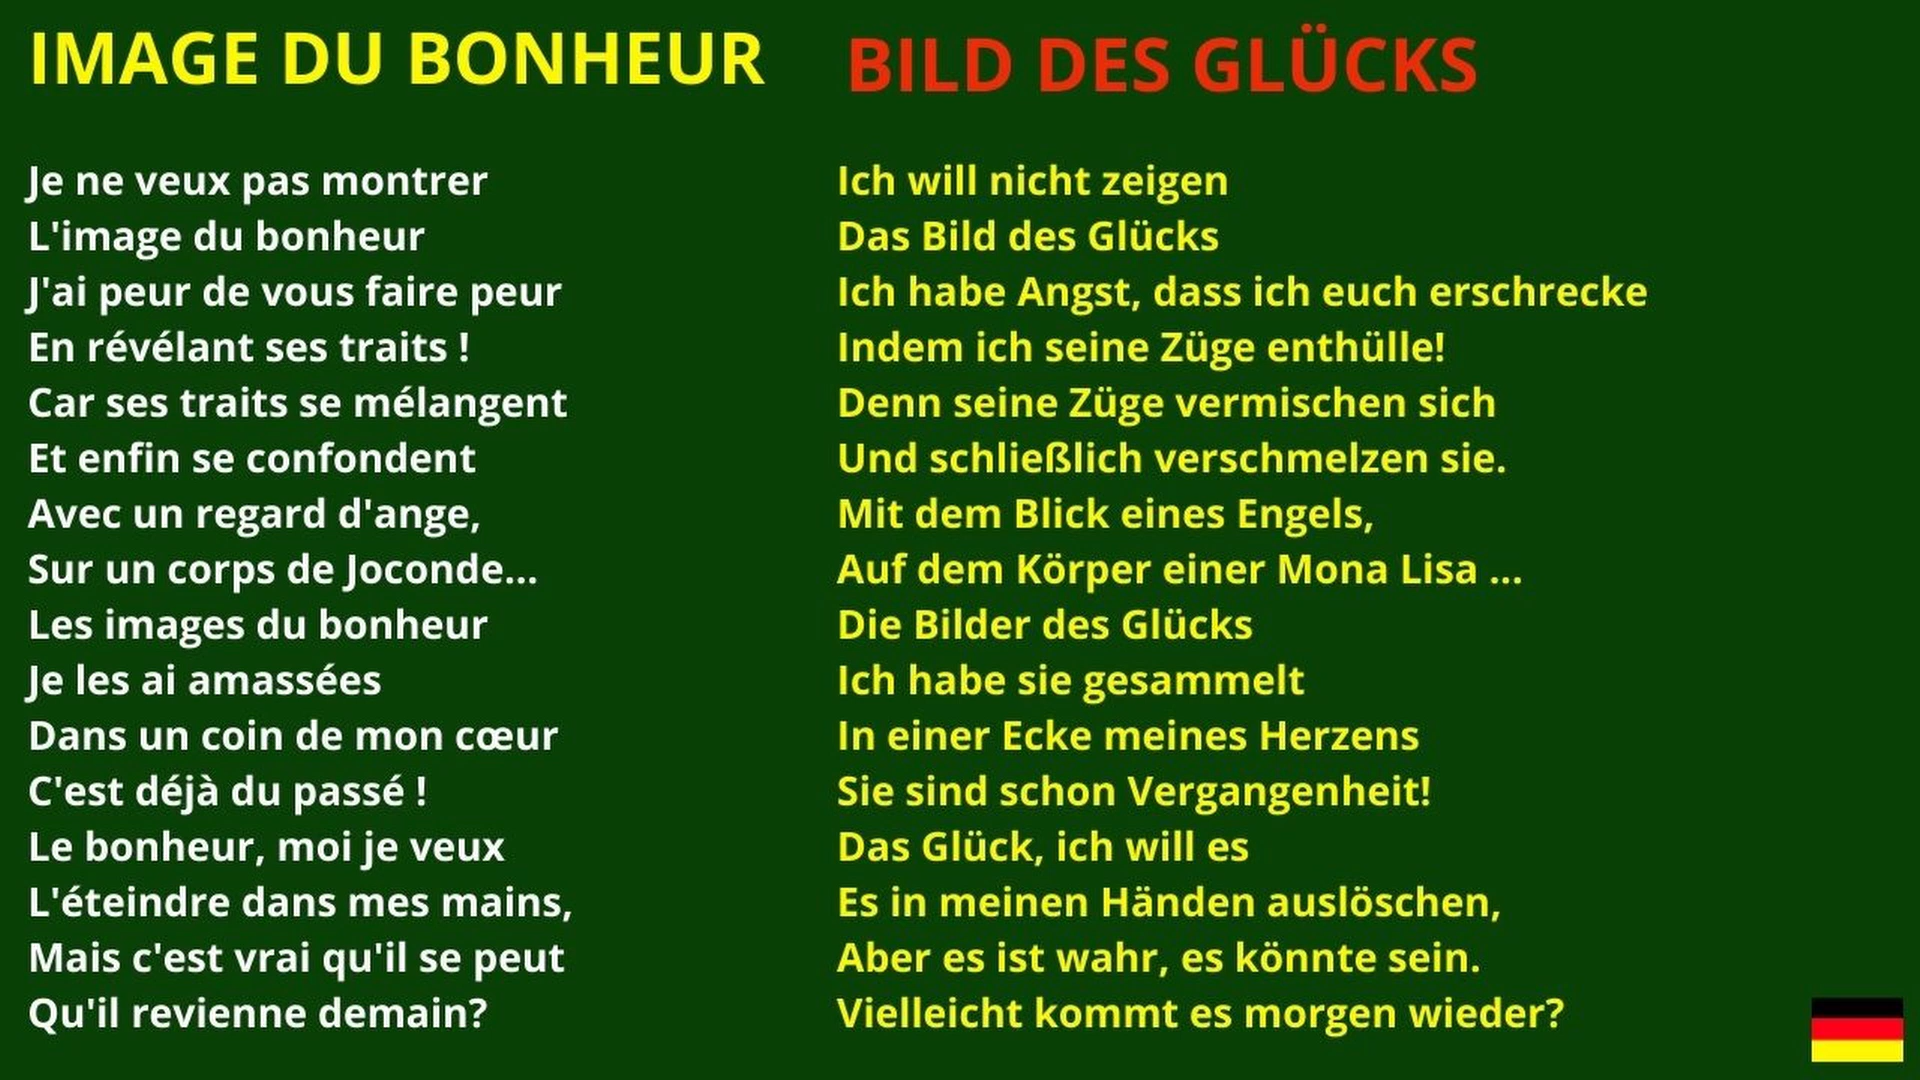 IMAGE DU BONHEUR
Je ne veux pas montrer
L'image du bonheur
J'ai peur de vous faire peur
En révélant ses traits !
Car ses traits se mélangent
Et enfin se confondent
Avec un regard d'ange,
Sur un corps de Joconde...
Les images du bonheur
Je les ai amassées
Dans un coin de mon cœur
C'est déjà du passé !
Le bonheur, moi je veux
L'éteindre dans mes mains,
Mais c'est vrai qu'il se peut
Qu'il revienne demain?
BILD DES GLÜCKS
Ich will nicht zeigen
Das Bild des Glücks
Ich habe Angst, dass ich euch erschrecke
Indem ich seine Züge enthülle!
Denn seine Züge vermischen sich
Und schließlich verschmelzen sie.
Mit dem Blick eines Engels,
Auf dem Körper einer Mona Lisa ...
Die Bilder des Glücks
Ich habe sie gesammelt
In einer Ecke meines Herzens
Sie sind schon Vergangenheit!
Das Glück, ich will es
Es in meinen Händen auslöschen,
Aber es ist wahr, es könnte sein.
Vielleicht kommt es morgen wieder?